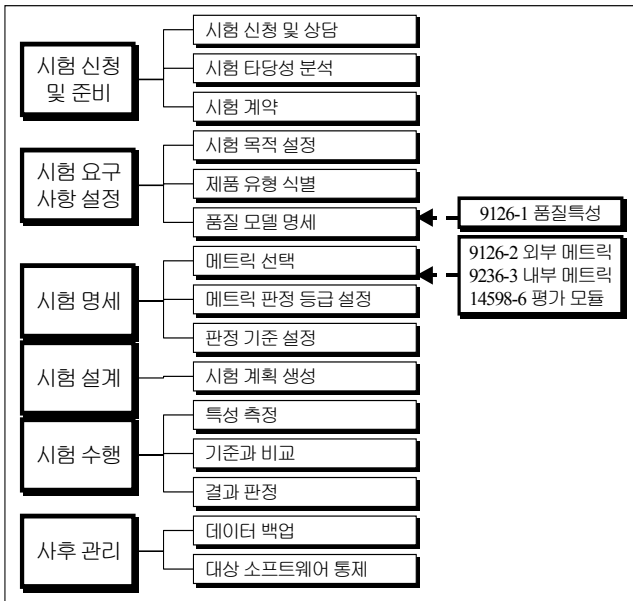 시험 신청
및 준비
시험 신청 및 상담
시험 타당성 분석
시험 계약
시험 요구
사항 설정
시험 목적 설정
제품 유형 식별
품질 모델 명세
9126-1 품질특성
시험 명세
메트릭 선택
메트릭 판정 등급 설정
판정 기준 설정
9126-2 외부 메트릭
9236-3 내부 메트릭
14598-6 평가 모듈
시험 설계
시험 계획 생성
시험 수행
특성 측정
기준과 비교
결과 판정
사후 관리
데이터 백업
대상 소프트웨어 통제